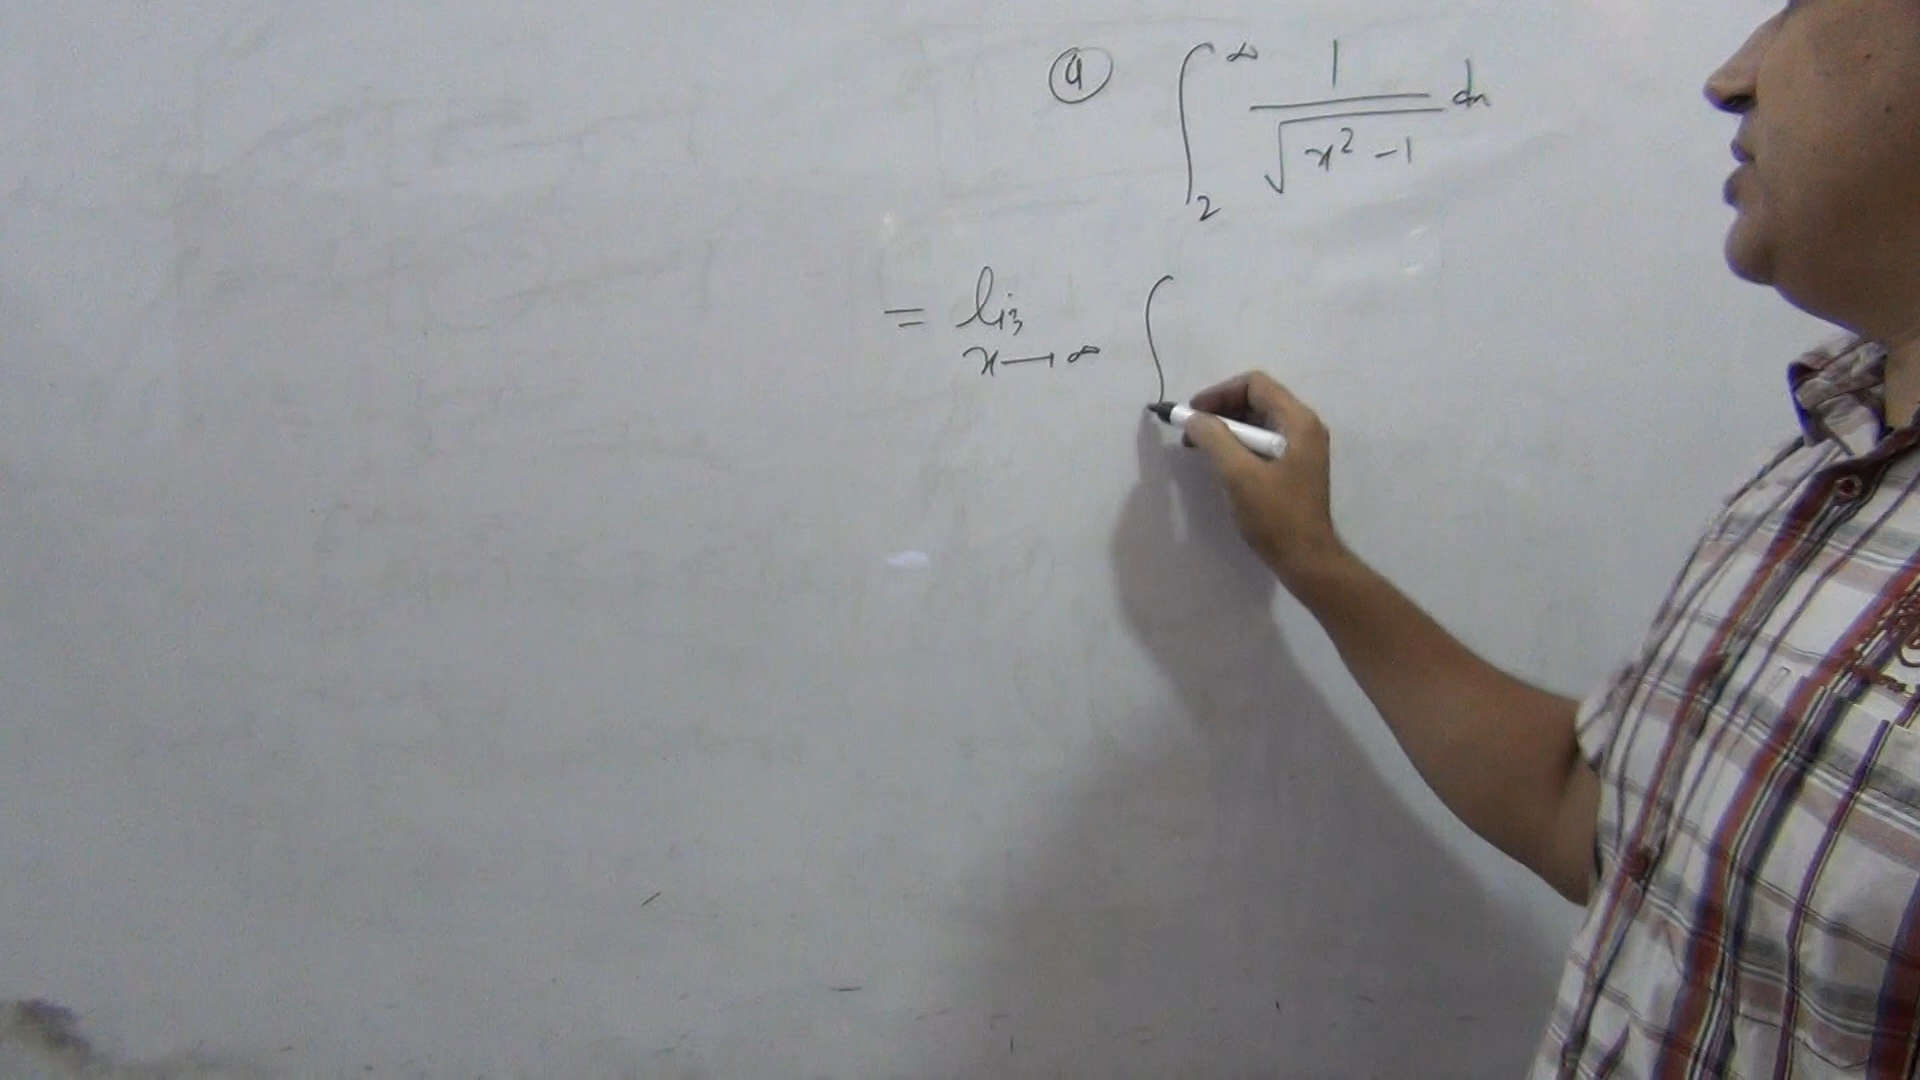 ④ ∫₂^∞ 1/√(x² - 1) dx
= lim x→∞ ∫